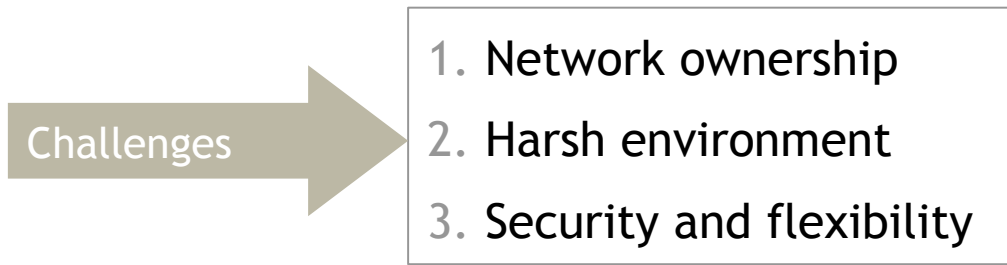 Challenges
1. Network ownership
2. Harsh environment
3. Security and flexibility